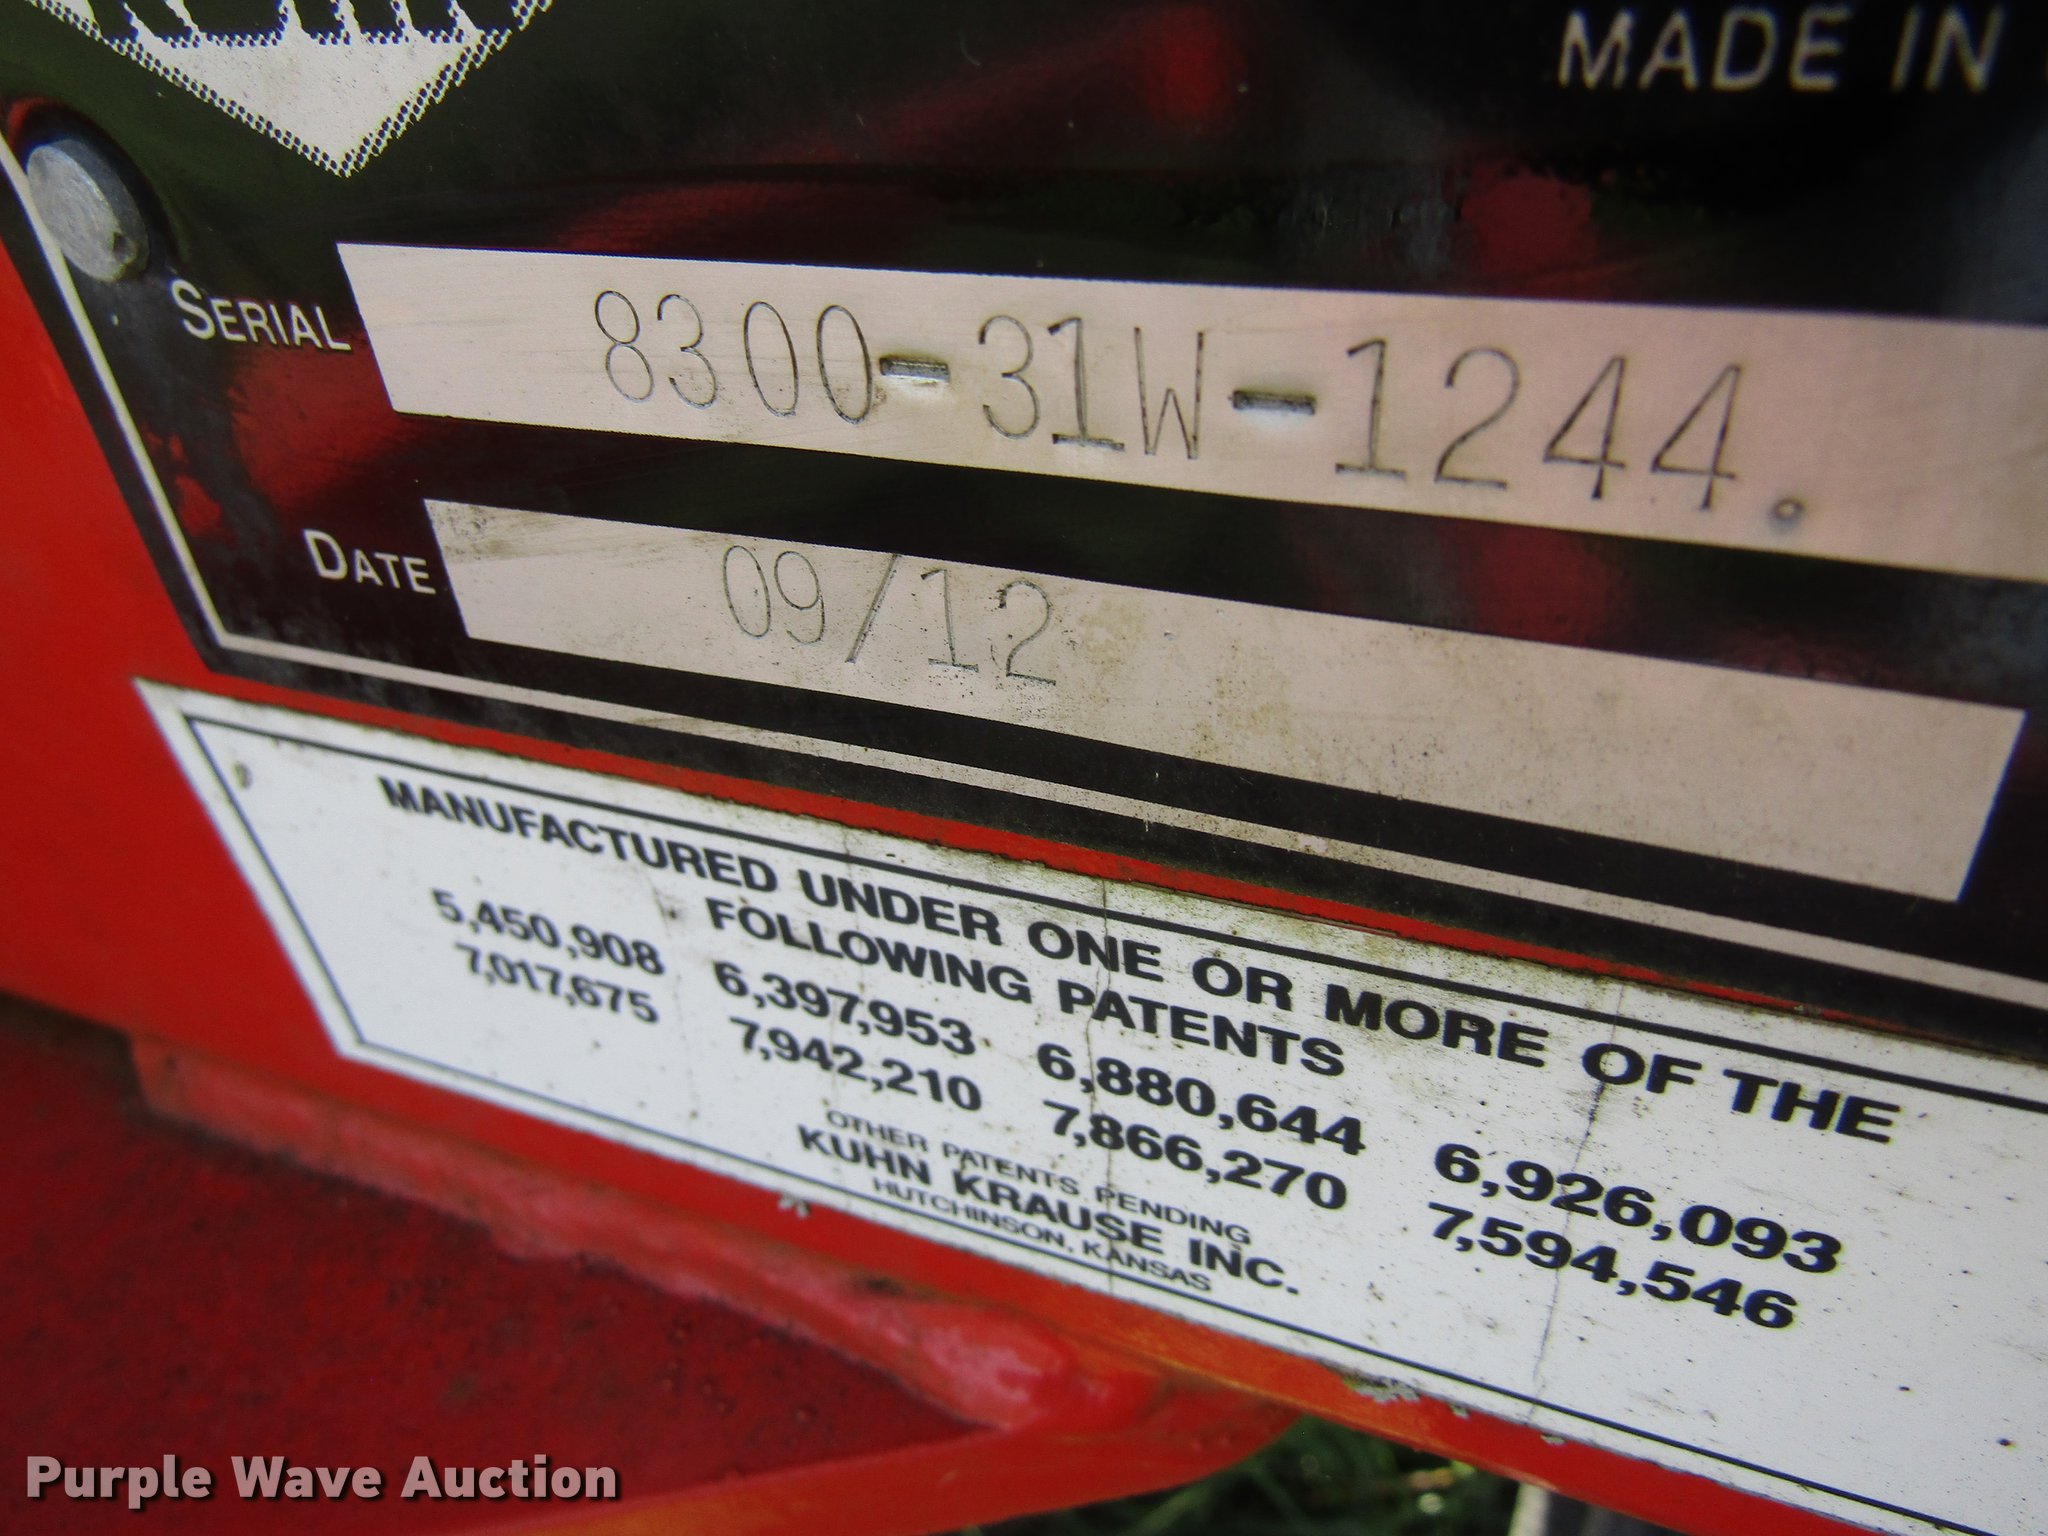 MADE IN
SERIAL 8300-31W-1244.
DATE 09/12
MANUFACTURED UNDER ONE OR MORE OF THE
FOLLOWING PATENTS
5,450,908 6,397,953 6,880,644 6,926,093
7,017,675 7,942,210 7,866,270 7,594,546
OTHER PATENTS PENDING
KUHN KRAUSE INC.
HUTCHINSON, KANSAS
Purple Wave Auction